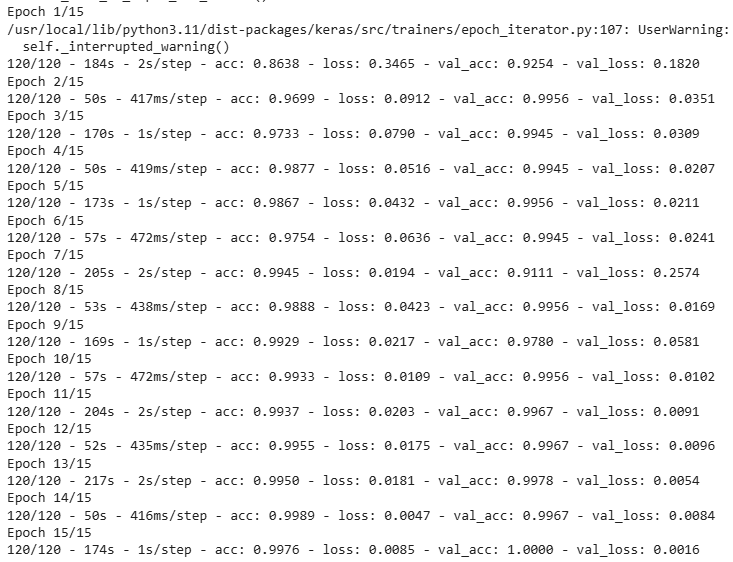 Epoch 1/15
/usr/local/lib/python3.11/dist-packages/keras/src/trainers/epoch_iterator.py:107: UserWarning:
self._interrupted_warning()
120/120 - 184s - 2s/step - acc: 0.8638 - loss: 0.3465 - val_acc: 0.9254 - val_loss: 0.1820
Epoch 2/15
120/120 - 50s - 417ms/step - acc: 0.9699 - loss: 0.0912 - val_acc: 0.9956 - val_loss: 0.0351
Epoch 3/15
120/120 - 170s - 1s/step - acc: 0.9733 - loss: 0.0790 - val_acc: 0.9945 - val_loss: 0.0309
Epoch 4/15
120/120 - 50s - 419ms/step - acc: 0.9877 - loss: 0.0516 - val_acc: 0.9945 - val_loss: 0.0207
Epoch 5/15
120/120 - 173s - 1s/step - acc: 0.9867 - loss: 0.0432 - val_acc: 0.9956 - val_loss: 0.0211
Epoch 6/15
120/120 - 57s - 472ms/step - acc: 0.9754 - loss: 0.0636 - val_acc: 0.9945 - val_loss: 0.0241
Epoch 7/15
120/120 - 205s - 2s/step - acc: 0.9945 - loss: 0.0194 - val_acc: 0.9111 - val_loss: 0.2574
Epoch 8/15
120/120 - 53s - 438ms/step - acc: 0.9888 - loss: 0.0423 - val_acc: 0.9956 - val_loss: 0.0169
Epoch 9/15
120/120 - 169s - 1s/step - acc: 0.9929 - loss: 0.0217 - val_acc: 0.9780 - val_loss: 0.0581
Epoch 10/15
120/120 - 57s - 472ms/step - acc: 0.9933 - loss: 0.0109 - val_acc: 0.9956 - val_loss: 0.0102
Epoch 11/15
120/120 - 204s - 2s/step - acc: 0.9937 - loss: 0.0203 - val_acc: 0.9967 - val_loss: 0.0091
Epoch 12/15
120/120 - 52s - 435ms/step - acc: 0.9955 - loss: 0.0175 - val_acc: 0.9967 - val_loss: 0.0096
Epoch 13/15
120/120 - 217s - 2s/step - acc: 0.9950 - loss: 0.0181 - val_acc: 0.9978 - val_loss: 0.0054
Epoch 14/15
120/120 - 50s - 416ms/step - acc: 0.9989 - loss: 0.0047 - val_acc: 0.9967 - val_loss: 0.0084
Epoch 15/15
120/120 - 174s - 1s/step - acc: 0.9976 - loss: 0.0085 - val_acc: 1.0000 - val_loss: 0.0016